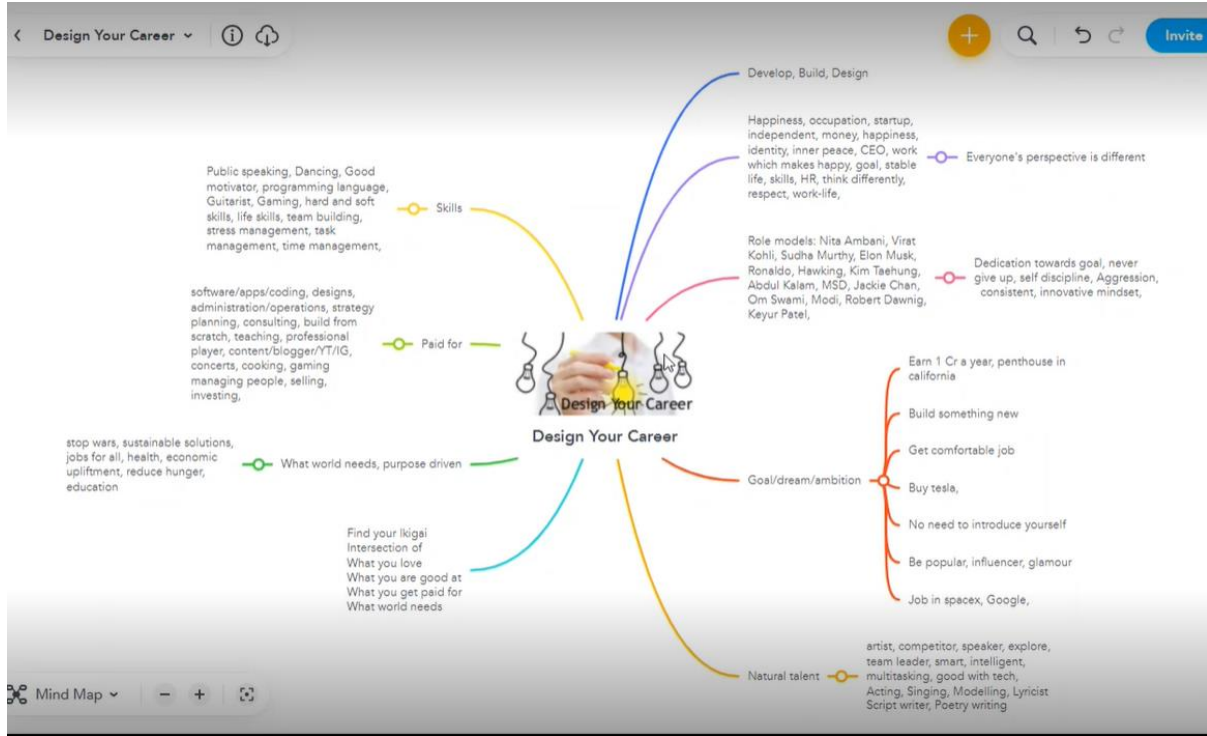 Design Your Career
Invite
Develop, Build, Design
Happiness, occupation, startup,
independent, money, happiness,
identity, inner peace, CEO, work
which makes happy, goal, stable
life, skills, HR, think differently,
respect, work-life,
Everyone's perspective is different
Role models: Nita Ambani, Virat
Kohli, Sudha Murthy, Elon Musk,
Ronaldo, Hawking, Kim Taehung,
Abdul Kalam, MSD, Jackie Chan,
Om Swami, Modi, Robert Dawnig,
Keyur Patel,
Dedication towards goal, never
give up, self discipline, Aggression,
consistent, innovative mindset,
Public speaking, Dancing, Good
motivator, programming language,
Guitarist, Gaming, hard and soft
skills, life skills, team building,
stress management, task
management, time management,
Skills
software/apps/coding, designs,
administration/operations, strategy
planning, consulting, build from
scratch, teaching, professional
player, content/blogger/YT/IG,
concerts, cooking, gaming
managing people, selling,
investing,
Paid for
Design Your Career
Design Your Career
stop wars, sustainable solutions,
jobs for all, health, economic
upliftment, reduce hunger,
education
What world needs, purpose driven
Find your Ikigai
Intersection of
What you love
What you are good at
What you get paid for
What world needs
Goal/dream/ambition
Earn 1 Cr a year, penthouse in
california
Build something new
Get comfortable job
Buy tesla,
No need to introduce yourself
Be popular, influencer, glamour
Job in spacex, Google,
Natural talent
artist, competitor, speaker, explore,
team leader, smart, intelligent,
multitasking, good with tech,
Acting, Singing, Modelling, Lyricist
Script writer, Poetry writing
Mind Map